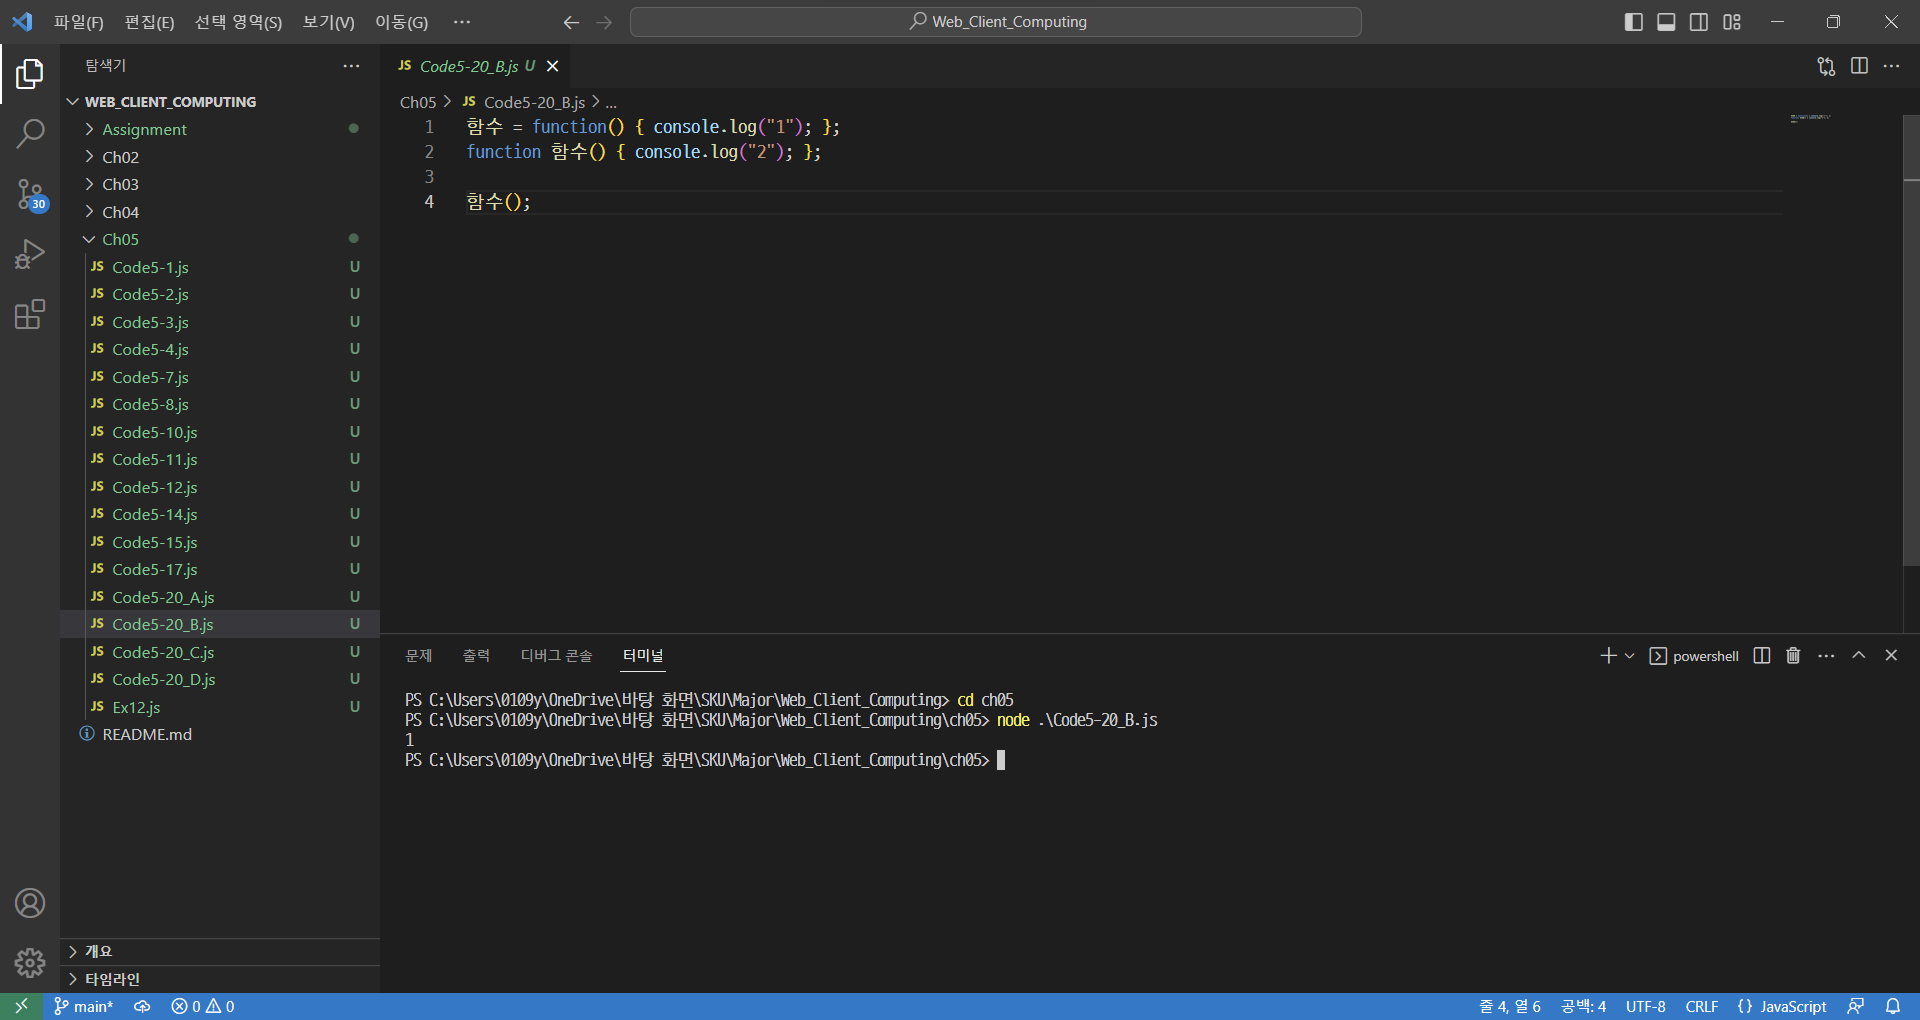 파일(F) 편집(E) 선택 영역(S) 보기(V) 이동(G) ··· Web_Client_Computing
탐색기
WEB_CLIENT_COMPUTING
Assignment
Ch02
Ch03
Ch04
Ch05
JS Code5-1.js U
JS Code5-2.js U
JS Code5-3.js U
JS Code5-4.js U
JS Code5-7.js U
JS Code5-8.js U
JS Code5-10.js U
JS Code5-11.js U
JS Code5-12.js U
JS Code5-14.js U
JS Code5-15.js U
JS Code5-17.js U
JS Code5-20_A.js U
JS Code5-20_B.js U
JS Code5-20_C.js U
JS Code5-20_D.js U
JS Ex12.js U
README.md
개요
타임라인
30
JS Code5-20_B.js U
Ch05 > JS Code5-20_B.js > ...
1 함수 = function() { console.log("1"); };
2 function 함수() { console.log("2"); };
3
4 함수();
문제 출력 디버그 콘솔 터미널 powershell
PS C:\Users\0109y\OneDrive\바탕 화면\SKU\Major\Web_Client_Computing> cd ch05
PS C:\Users\0109y\OneDrive\바탕 화면\SKU\Major\Web_Client_Computing\ch05> node .\Code5-20_B.js
1
PS C:\Users\0109y\OneDrive\바탕 화면\SKU\Major\Web_Client_Computing\ch05>
main* 0 0 줄 4, 열 6 공백: 4 UTF-8 CRLF {} JavaScript